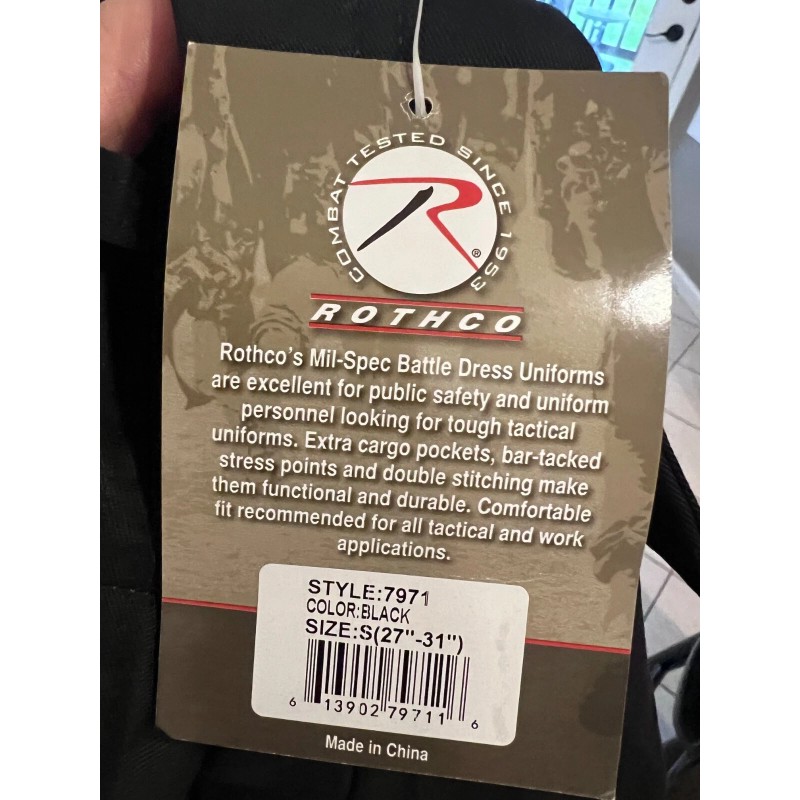 COMBAT TESTED SINCE 1953
R®
ROTHCO
Rothco's Mil-Spec Battle Dress Uniforms
are excellent for public safety and uniform
personnel looking for tough tactical
uniforms. Extra cargo pockets, bar-tacked
stress points and double stitching make
them functional and durable. Comfortable
fit recommended for all tactical and work
applications.
STYLE:7971
COLOR:BLACK
SIZE:S(27"-31")
6 13902 79711 6
Made in China